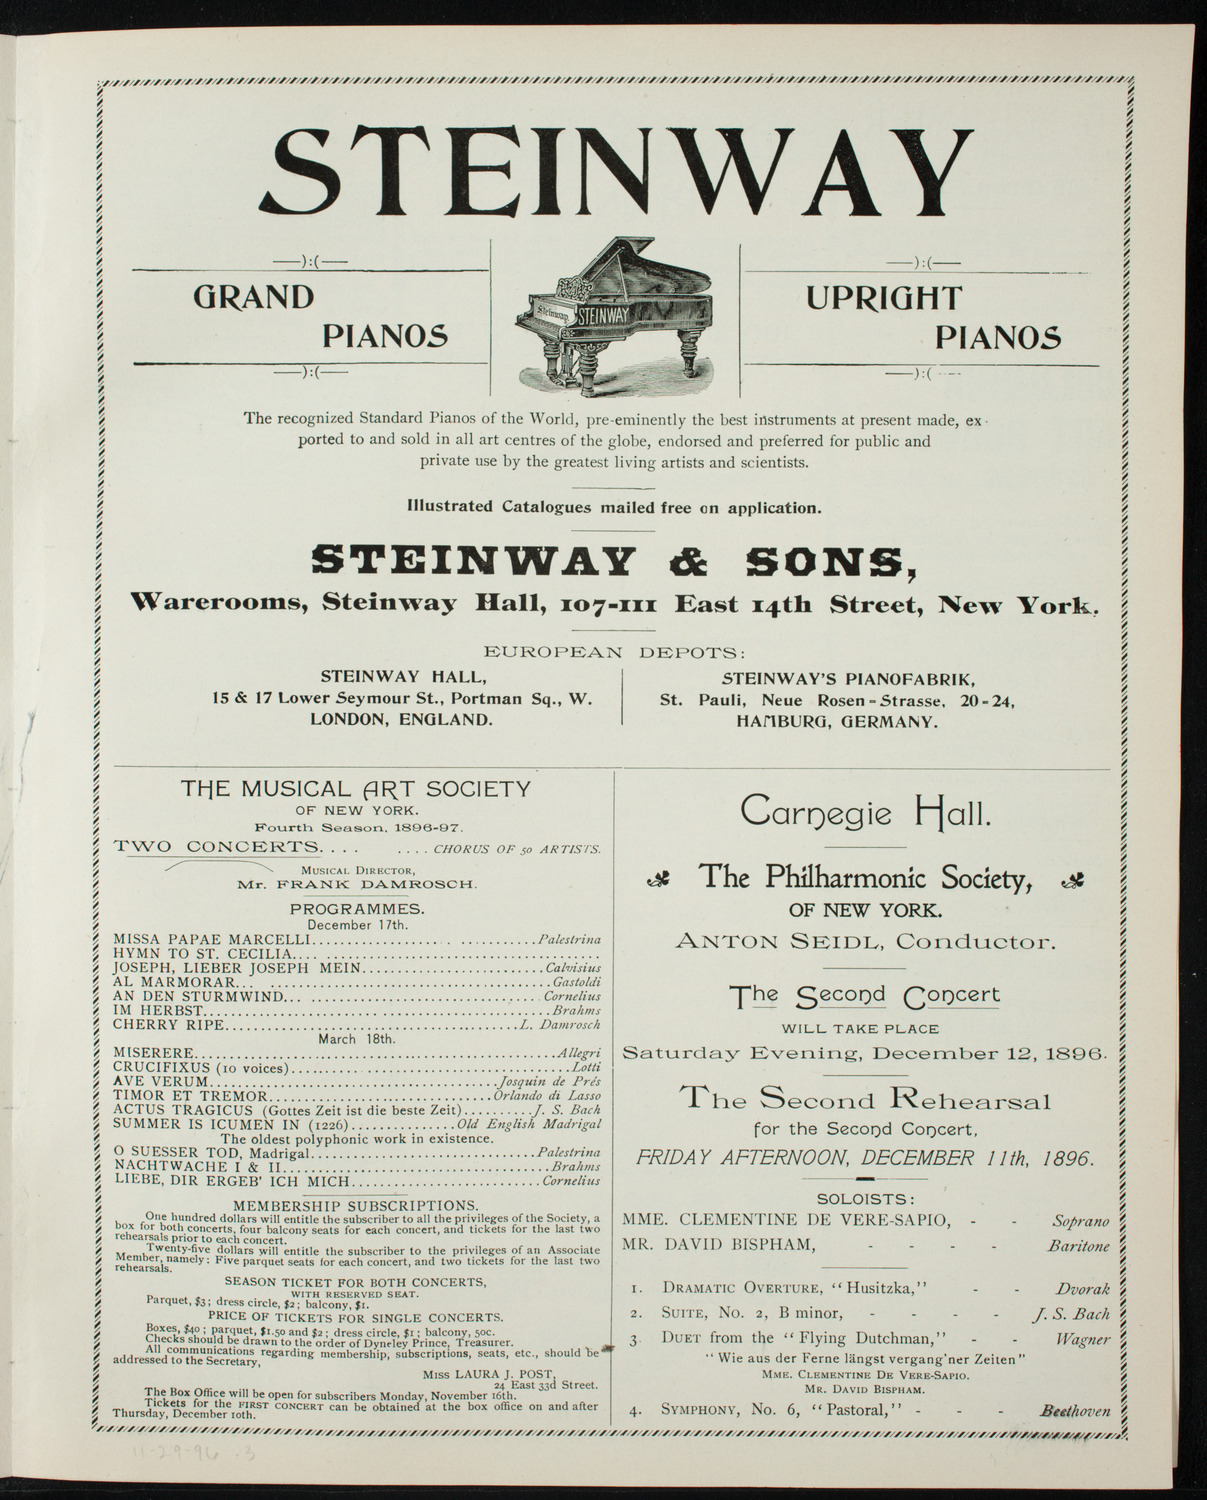 STEINWAY
GRAND
PIANOS
Steinway
STEINWAY
UPRIGHT
PIANOS
The recognized Standard Pianos of the World, pre-eminently the best instruments at present made, ex-
ported to and sold in all art centres of the globe, endorsed and preferred for public and
private use by the greatest living artists and scientists.
Illustrated Catalogues mailed free on application.
STEINWAY & SONS,
Warerooms, Steinway Hall, 107-111 East 14th Street, New York.
EUROPEAN DEPOTS:
STEINWAY HALL,
15 & 17 Lower Seymour St., Portman Sq., W.
LONDON, ENGLAND.
STEINWAY'S PIANOFABRIK,
St. Pauli, Neue Rosen-Strasse, 20-24,
HAMBURG, GERMANY.
THE MUSICAL ART SOCIETY
OF NEW YORK.
Fourth Season, 1896-97.
TWO CONCERTS. . . . . . . . CHORUS OF 50 ARTISTS.
MUSICAL DIRECTOR,
Mr. FRANK DAMROSCH.
PROGRAMMES.
December 17th.
MISSA PAPAE MARCELLI..............................Palestrina
HYMN TO ST. CECILIA....
JOSEPH, LIEBER JOSEPH MEIN........................Calvisius
AL MARMORAR... ...................................Gastoldi
AN DEN STURMWIND... ..............................Cornelius
IM HERBST.........................................Brahms
CHERRY RIPE.......................................L. Damrosch
March 18th.
MISERERE..........................................Allegri
CRUCIFIXUS (10 voices)............................Lotti
AVE VERUM.........................................Josquin de Prés
TIMOR ET TREMOR...................................Orlando di Lasso
ACTUS TRAGICUS (Gottes Zeit ist die beste Zeit)..........J. S. Bach
SUMMER IS ICUMEN IN (1226)...............Old English Madrigal
The oldest polyphonic work in existence.
O SUESSER TOD, Madrigal...........................Palestrina
NACHTWACHE I & II.................................Brahms
LIEBE, DIR ERGEB' ICH MICH........................Cornelius
MEMBERSHIP SUBSCRIPTIONS.
One hundred dollars will entitle the subscriber to all the privileges of the Society, a
box for both concerts, four balcony seats for each concert, and tickets for the last two
rehearsals prior to each concert.
Twenty-five dollars will entitle the subscriber to the privileges of an Associate
Member, namely: Five parquet seats for each concert, and two tickets for the last two
rehearsals.
SEASON TICKET FOR BOTH CONCERTS,
WITH RESERVED SEAT.
Parquet, $3; dress circle, $2; balcony, $1.
PRICE OF TICKETS FOR SINGLE CONCERTS.
Boxes, $40; parquet, $1.50 and $2; dress circle, $1; balcony, 50c.
Checks should be drawn to the order of Dyneley Prince, Treasurer.
All communications regarding membership, subscriptions, seats, etc., should be
addressed to the Secretary,
Miss LAURA J. POST,
24 East 33d Street.
The Box Office will be open for subscribers Monday, November 16th.
Tickets for the FIRST CONCERT can be obtained at the box office on and after
Thursday, December 10th.
Carnegie Hall.
The Philharmonic Society,
OF NEW YORK.
ANTON SEIDL, Conductor.
The Second Concert
WILL TAKE PLACE
Saturday Evening, December 12, 1896.
The Second Rehearsal
for the Second Concert,
FRIDAY AFTERNOON, DECEMBER 11th, 1896.
SOLOISTS:
MME. CLEMENTINE DE VERE-SAPIO, - - Soprano
MR. DAVID BISPHAM, - - - - Baritone
1. DRAMATIC OVERTURE, "Husitzka," - - Dvorak
2. SUITE, No. 2, B minor, - - - - J. S. Bach
3. DUET from the "Flying Dutchman," - - Wagner
"Wie aus der Ferne längst vergang'ner Zeiten"
MME. CLEMENTINE DE VERE-SAPIO.
MR. DAVID BISPHAM.
4. SYMPHONY, No. 6, "Pastoral," - - - Beethoven
11-29-96 .3